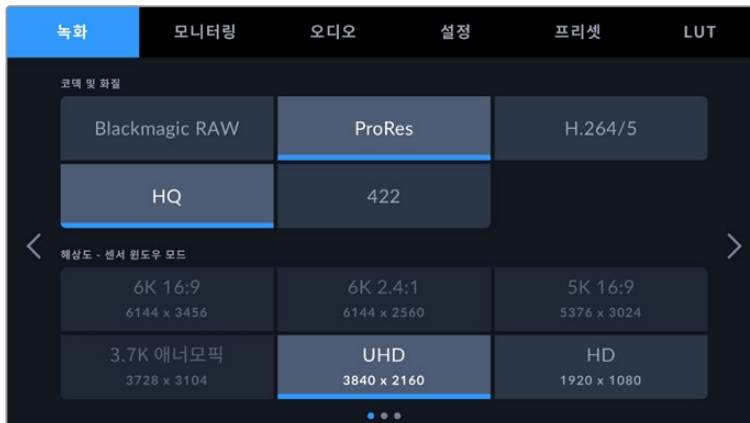 녹화 모니터링 오디오 설정 프리셋 LUT
코덱 및 화질
Blackmagic RAW ProRes H.264/5
HQ 422
해상도 - 센서 윈도우 모드
6K 16:9 6K 2.4:1 5K 16:9
6144 x 3456 6144 x 2560 5376 x 3024
3.7K 애너모픽 UHD HD
3728 x 3104 3840 x 2160 1920 x 1080